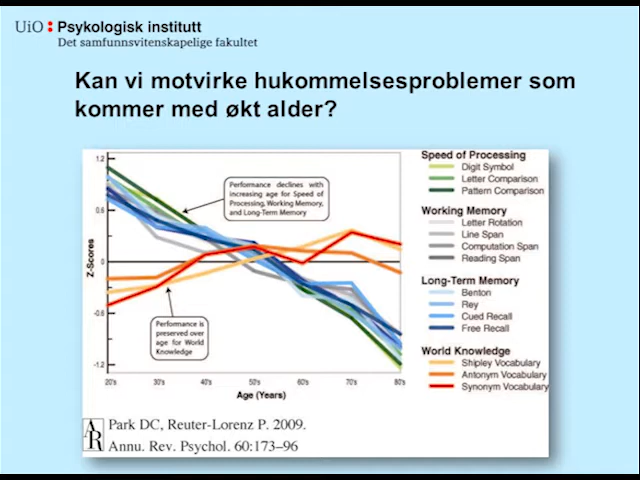 UiO : Psykologisk institutt
Det samfunnsvitenskapelige fakultet
Kan vi motvirke hukommelsesproblemer som
kommer med økt alder?
Z-Scores
1.2
0.6
0
-0.6
-1.2
Performance declines with
increasing age for Speed of
Processing, Working Memory,
and Long-Term Memory
Performance is
preserved over
age for World
Knowledge
20's 30's 40's 50's 60's 70's 80's
Age (Years)
Speed of Processing
Digit Symbol
Letter Comparison
Pattern Comparison
Working Memory
Letter Rotation
Line Span
Computation Span
Reading Span
Long-Term Memory
Benton
Rey
Cued Recall
Free Recall
World Knowledge
Shipley Vocabulary
Antonym Vocabulary
Synonym Vocabulary
AR
Park DC, Reuter-Lorenz P. 2009.
Annu. Rev. Psychol. 60:173–96